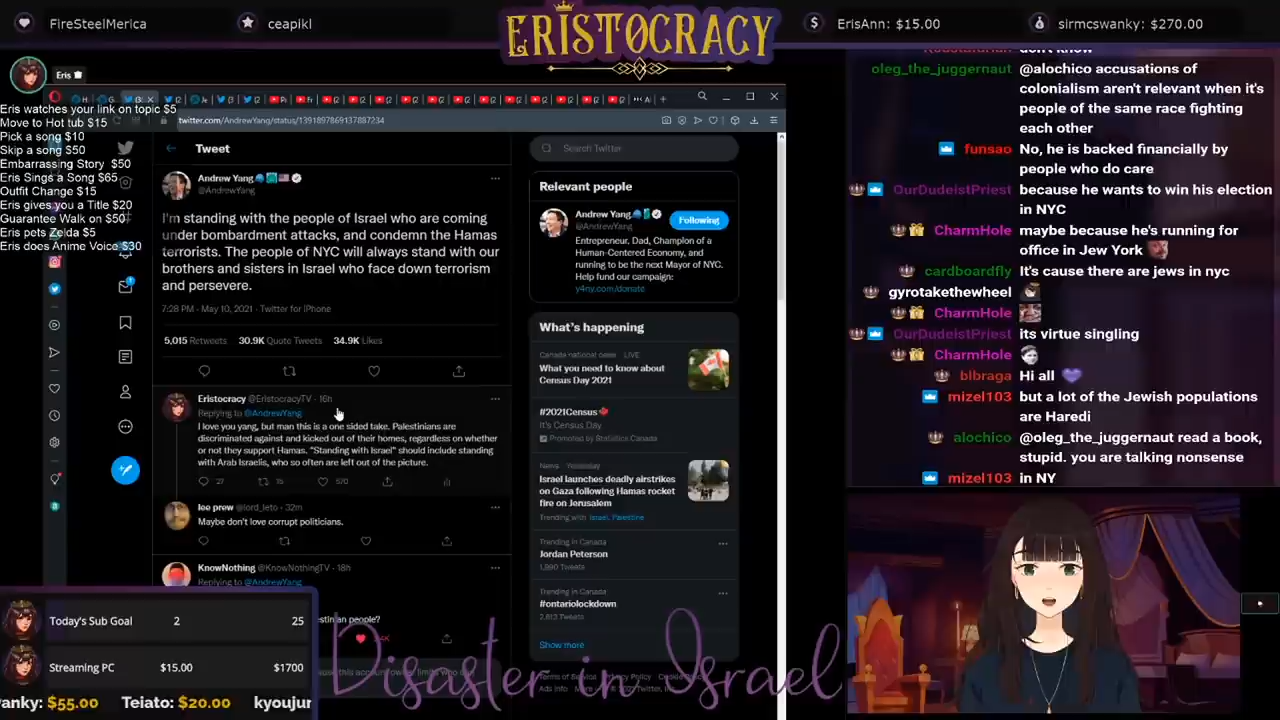 FireSteelMerica
ceapikl
ERISTOCRACY
ErisAnn: $15.00
sirmcswanky: $270.00
Eris
Eris watches your link on topic $5
Move to Hot tub $15
Pick a song $10
Skip a song $50
Embarrassing Story $50
Eris Sings a Song $65
Outfit Change $15
Eris gives you a Title $20
Guarantee Walk on $50
Eris pets Zelda $5
Eris does Anime Voice $30
twitter.com/AndrewYang/status/1391897869137887234
Tweet
Andrew Yang
@AndrewYang
I'm standing with the people of Israel who are coming
under bombardment attacks, and condemn the Hamas
terrorists. The people of NYC will always stand with our
brothers and sisters in Israel who face down terrorism
and persevere.
7:28 PM · May 10, 2021 · Twitter for iPhone
5,015 Retweets 30.9K Quote Tweets 34.9K Likes
Eristocracy @EristocracyTV · 16h
Replying to @AndrewYang
I love you yang, but man this is a one sided take. Palestinians are
discriminated against and kicked out of their homes, regardless on whether
or not they support Hamas. "Standing with Israel" should include standing
with Arab Israelis, who so often are left out of the picture.
27 15 570
lee prew @lord_leto · 32m
Maybe don't love corrupt politicians.
KnowNothing @KnowNothingTV · 18h
Replying to @AndrewYang
Search Twitter
Relevant people
Andrew Yang
@AndrewYang
Following
Entrepreneur, Dad, Champion of a
Human-Centered Economy, and
running to be the next Mayor of NYC.
Help fund our campaign:
y4ny.com/donate
What's happening
Canada national news · LIVE
What you need to know about
Census Day 2021
#2021Census
It's Census Day
Promoted by Statistics Canada
News · Yesterday
Israel launches deadly airstrikes
on Gaza following Hamas rocket
fire on Jerusalem
Trending with Israel, Palestine
Trending in Canada
Jordan Peterson
1,890 Tweets
Trending in Canada
#ontariolockdown
2,613 Tweets
Show more
Terms of Service
don't know
oleg_the_juggernaut @alochico accusations of
colonialism aren't relevant when it's
people of the same race fighting
each other
funsao No, he is backed financially by
people who do care
OurDudeistPriest because he wants to win his election
in NYC
CharmHole maybe because he's running for
office in Jew York
cardboardfly It's cause there are jews in nyc
gyrotakethewheel
CharmHole
OurDudeistPriest its virtue singling
CharmHole
blbraga Hi all
mizel103 but a lot of the Jewish populations
are Haredi
alochico @oleg_the_juggernaut read a book,
stupid. you are talking nonsense
mizel103 in NY
Today's Sub Goal 2 25
Streaming PC $15.00 $1700
anky: $55.00 Teiato: $20.00 kyoujur
Disaster in Israel